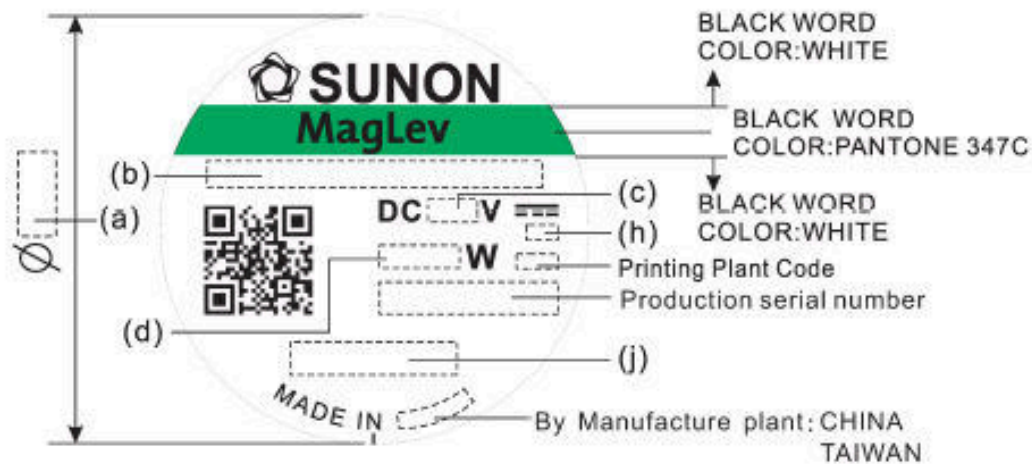 BLACK WORD
COLOR:WHITE
SUNON
MagLev
BLACK WORD
COLOR:PANTONE 347C
(b)
(a)
(c)
DC V
BLACK WORD
COLOR:WHITE
(h)
Ø
W
Printing Plant Code
Production serial number
(d)
(j)
MADE IN
By Manufacture plant: CHINA
TAIWAN